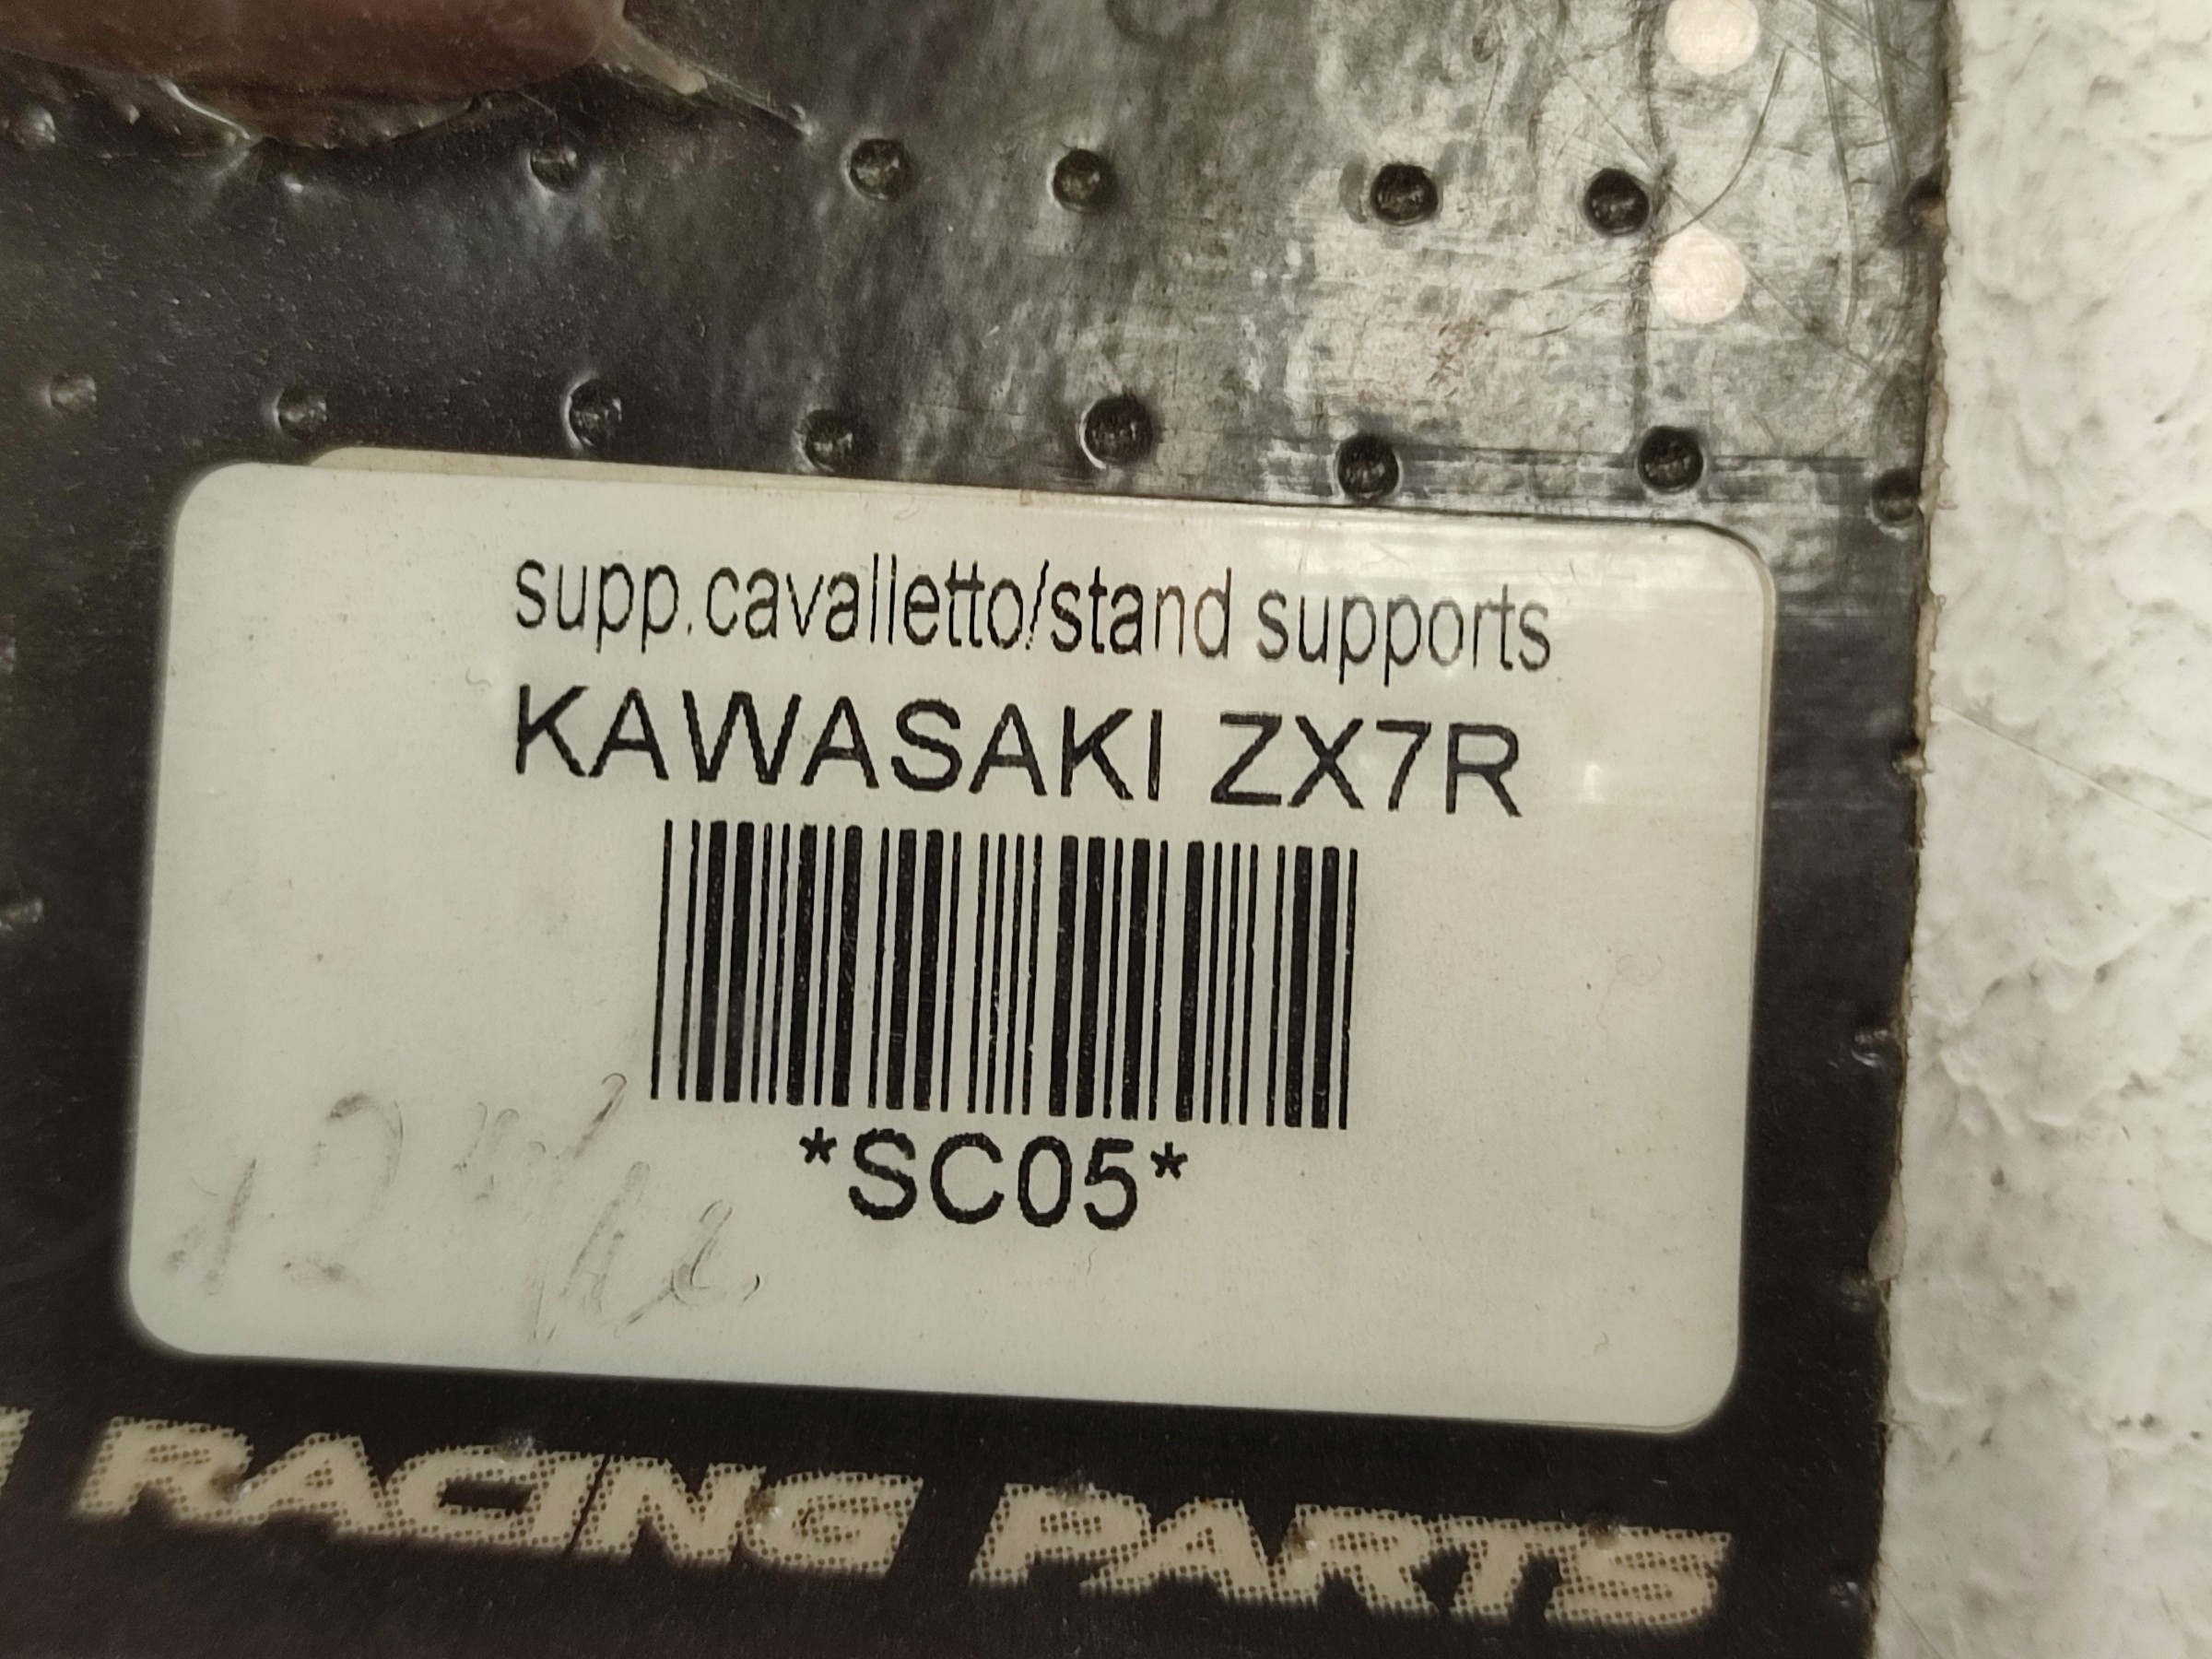 supp.cavalletto/stand supports
KAWASAKI ZX7R
*SC05*
RACING PARTS